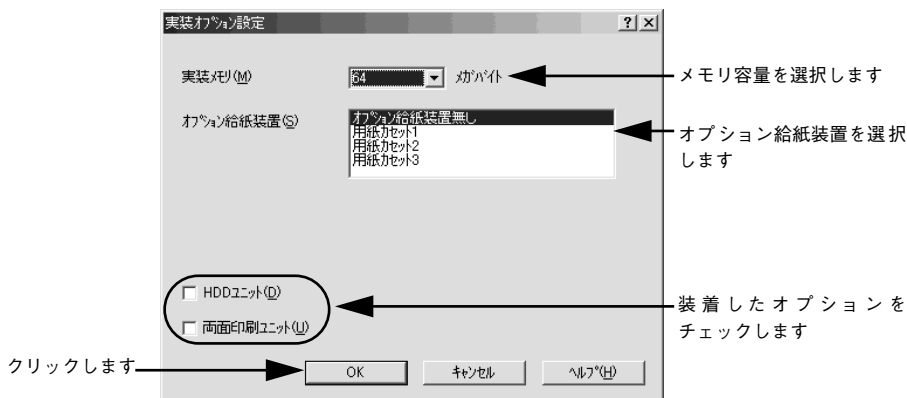 実装ｵﾌﾟｼｮﾝ設定
実装ﾒﾓﾘ(M) 64 ﾒｶﾞﾊﾞｲﾄ
メモリ容量を選択します
ｵﾌﾟｼｮﾝ給紙装置(S)
ｵﾌﾟｼｮﾝ給紙装置無し
用紙ｶｾｯﾄ1
用紙ｶｾｯﾄ2
用紙ｶｾｯﾄ3
オプション給紙装置を選択
します
HDDﾕﾆｯﾄ(D)
両面印刷ﾕﾆｯﾄ(U)
装着したオプションを
チェックします
クリックします
OK ｷｬﾝｾﾙ ﾍﾙﾌﾟ(H)